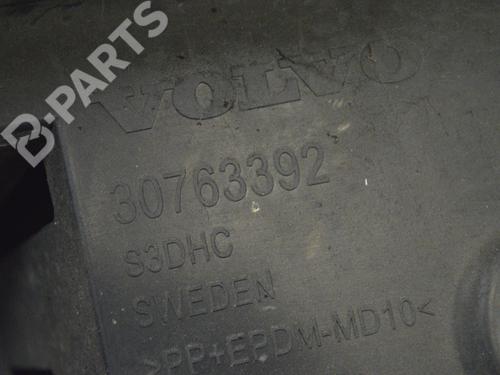 B-PARTS
VOLVO
30763392
S3DHC
SWEDEN
>PP+EPDM-MD10<